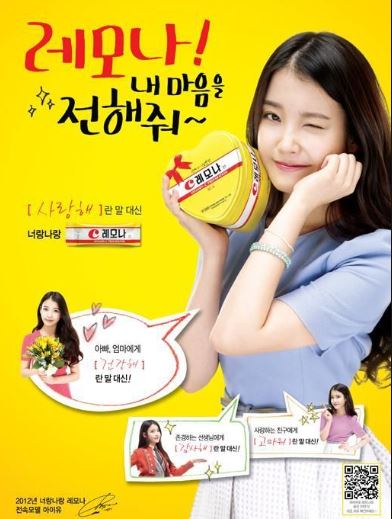 레모나!
내 마음을
전해줘~
레모나
[사랑해]란 말 대신
너랑나랑 레모나
아빠, 엄마에게
[건강해]
란 말 대신!
존경하는 선생님에게
[감사해]란 말 대신!
사랑하는 친구에게
[고마워]란 말 대신!
2012년 너랑나랑 레모나
전속모델 아이유